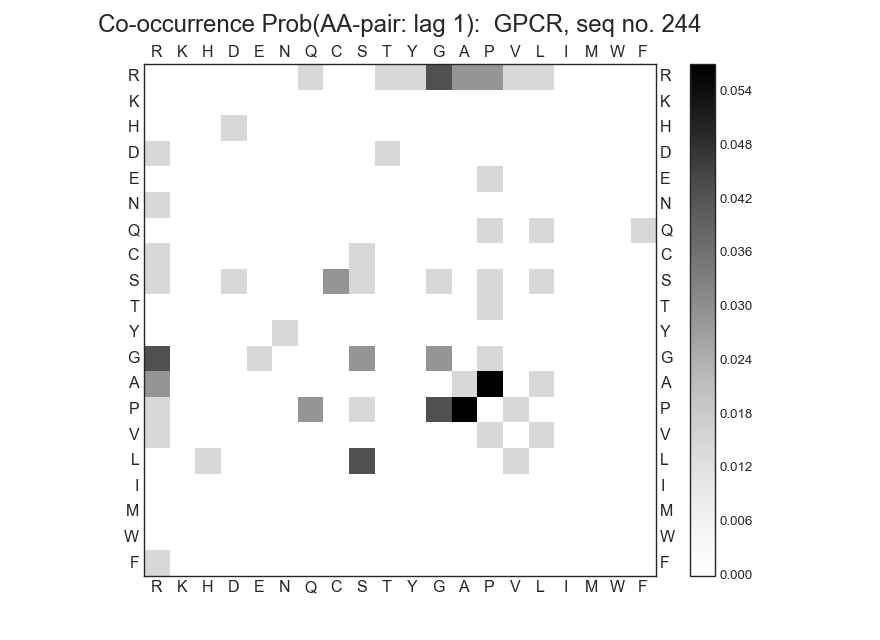 Co-occurrence Prob(AA-pair: lag 1):  GPCR, seq no. 244
R K H D E N Q C S T Y G A P V L I M W F
R R
K K
H H
D D
E E
N N
Q Q
C C
S S
T T
Y Y
G G
A A
P P
V V
L L
I I
M M
W W
F F
R K H D E N Q C S T Y G A P V L I M W F
0.054
0.048
0.042
0.036
0.030
0.024
0.018
0.012
0.006
0.000